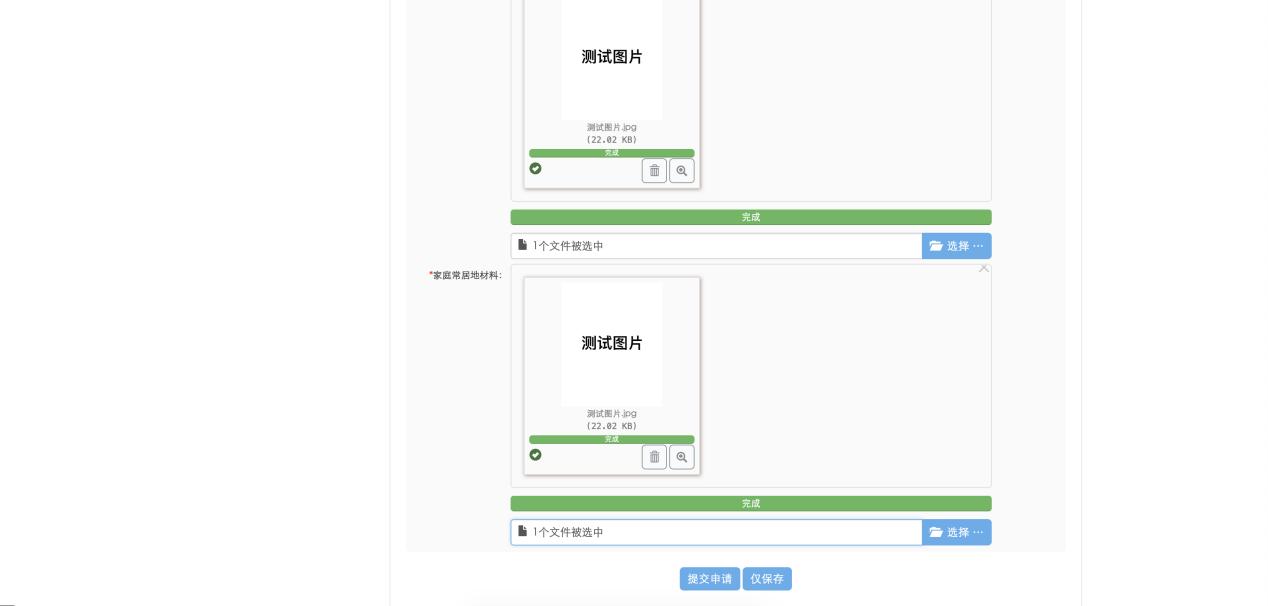 测试图片
测试图片.jpg
(22.02 KB)
完成
完成
1个文件被选中
选择 …
*家庭常居地材料:
测试图片
测试图片.jpg
(22.02 KB)
完成
完成
1个文件被选中
选择 …
提交申请 仅保存